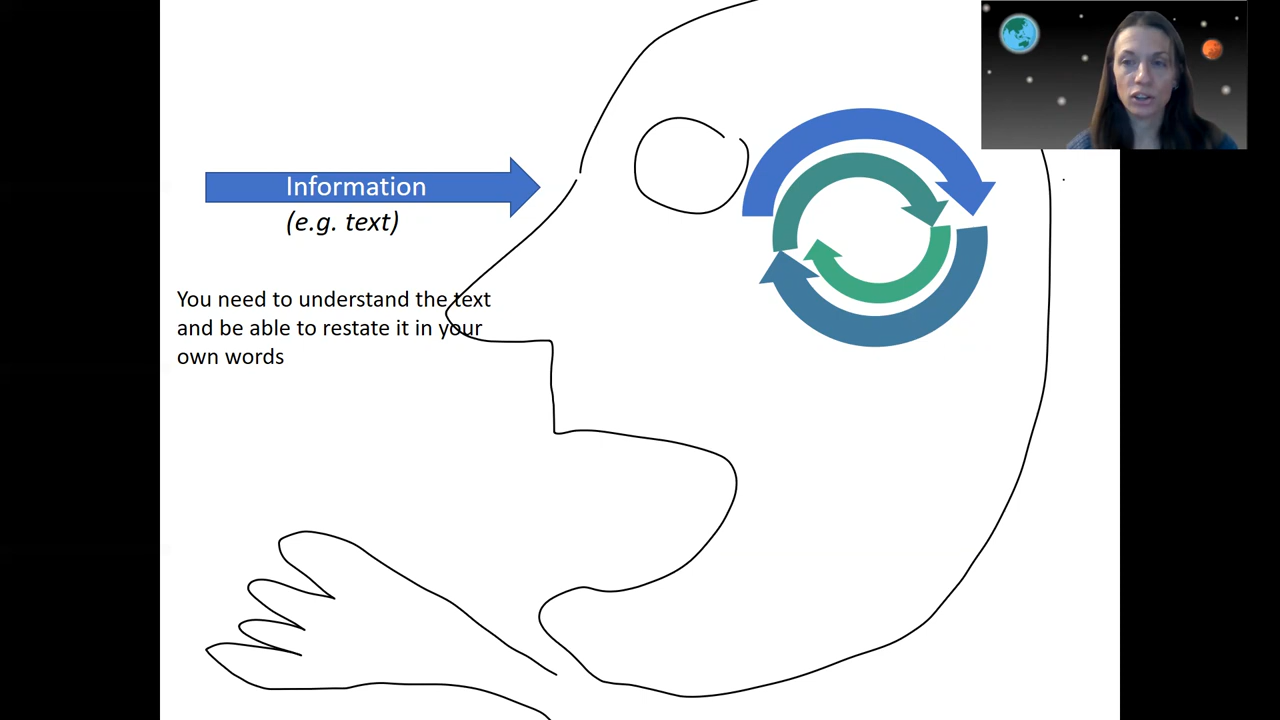 Information
(e.g. text)
You need to understand the text
and be able to restate it in your
own words